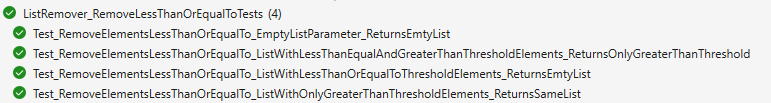 ListRemover_RemoveLessThanOrEqualToTests (4)
Test_RemoveElementsLessThanOrEqualTo_EmptyListParameter_ReturnsEmtyList
Test_RemoveElementsLessThanOrEqualTo_ListWithLessThanEqualAndGreaterThanThresholdElements_ReturnsOnlyGreaterThanThreshold
Test_RemoveElementsLessThanOrEqualTo_ListWithLessThanOrEqualToThresholdElements_ReturnsEmtyList
Test_RemoveElementsLessThanOrEqualTo_ListWithOnlyGreaterThanThresholdElements_ReturnsSameList